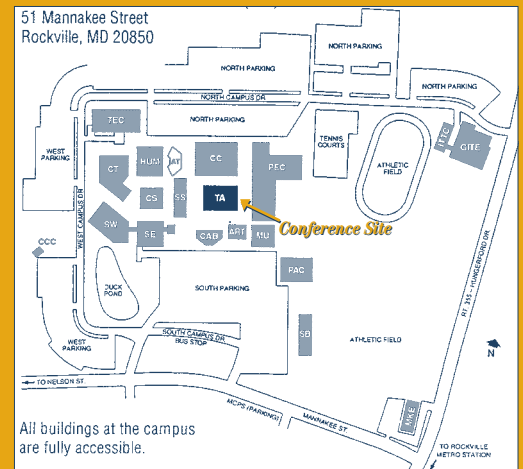 51 Mannakee Street
Rockville, MD 20850
NORTH PARKING
NORTH PARKING
NORTH PARKING
NORTH CAMPUS DR
NORTH PARKING
TENNIS
COURTS
ATHLETIC
FIELD
HTC
GITE
WEST
PARKING
WEST CAMPUS DR
CT
HUM
AT
CC
PEC
CS
SS
TA
Conference Site
SW
SE
CAB
ART
MU
CCC
DUCK
POND
SOUTH PARKING
PAC
SB
ATHLETIC FIELD
RT 355 - HUNGERFORD DR
N
WEST
PARKING
SOUTH CAMPUS DR
BUS STOP
TO NELSON ST.
MCPS (PARKING)
MANNAKEE ST
MKE
TO ROCKVILLE
METRO STATION
All buildings at the campus
are fully accessible.